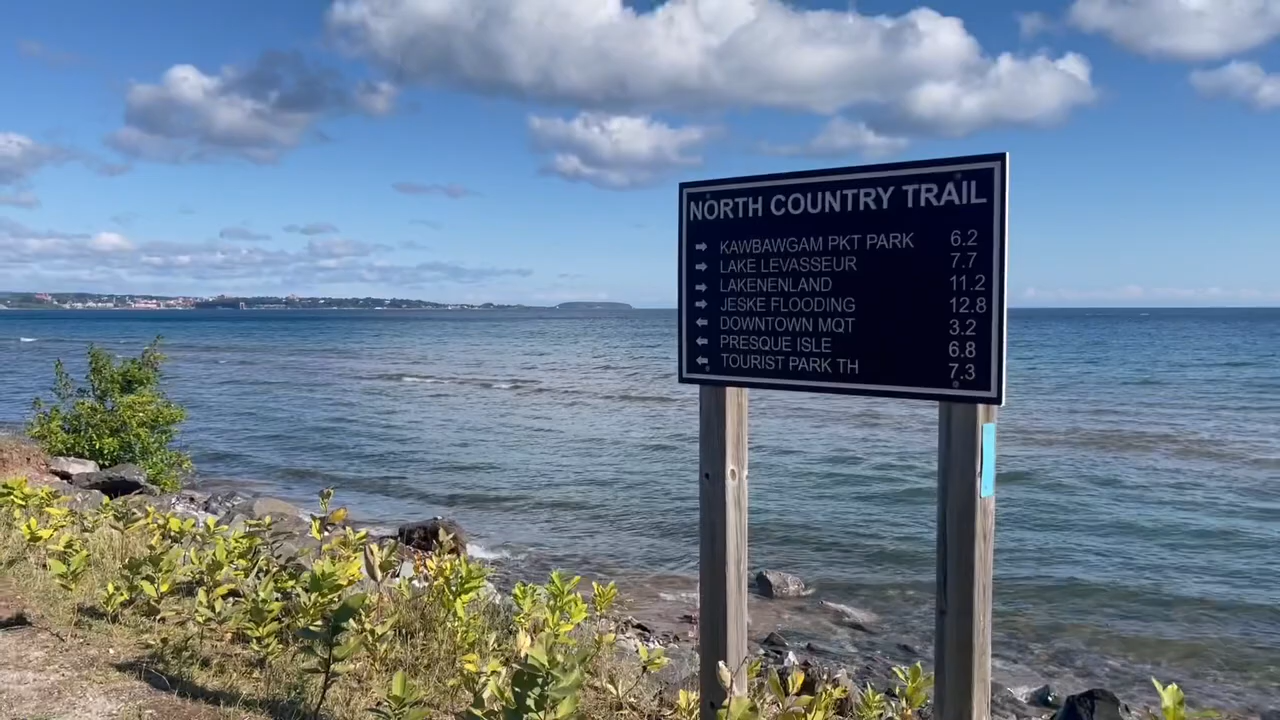 NORTH COUNTRY TRAIL
→ KAWBAWGAM PKT PARK 6.2
→ LAKE LEVASSEUR 7.7
→ LAKENENLAND 11.2
→ JESKE FLOODING 12.8
← DOWNTOWN MQT 3.2
← PRESQUE ISLE 6.8
← TOURIST PARK TH 7.3